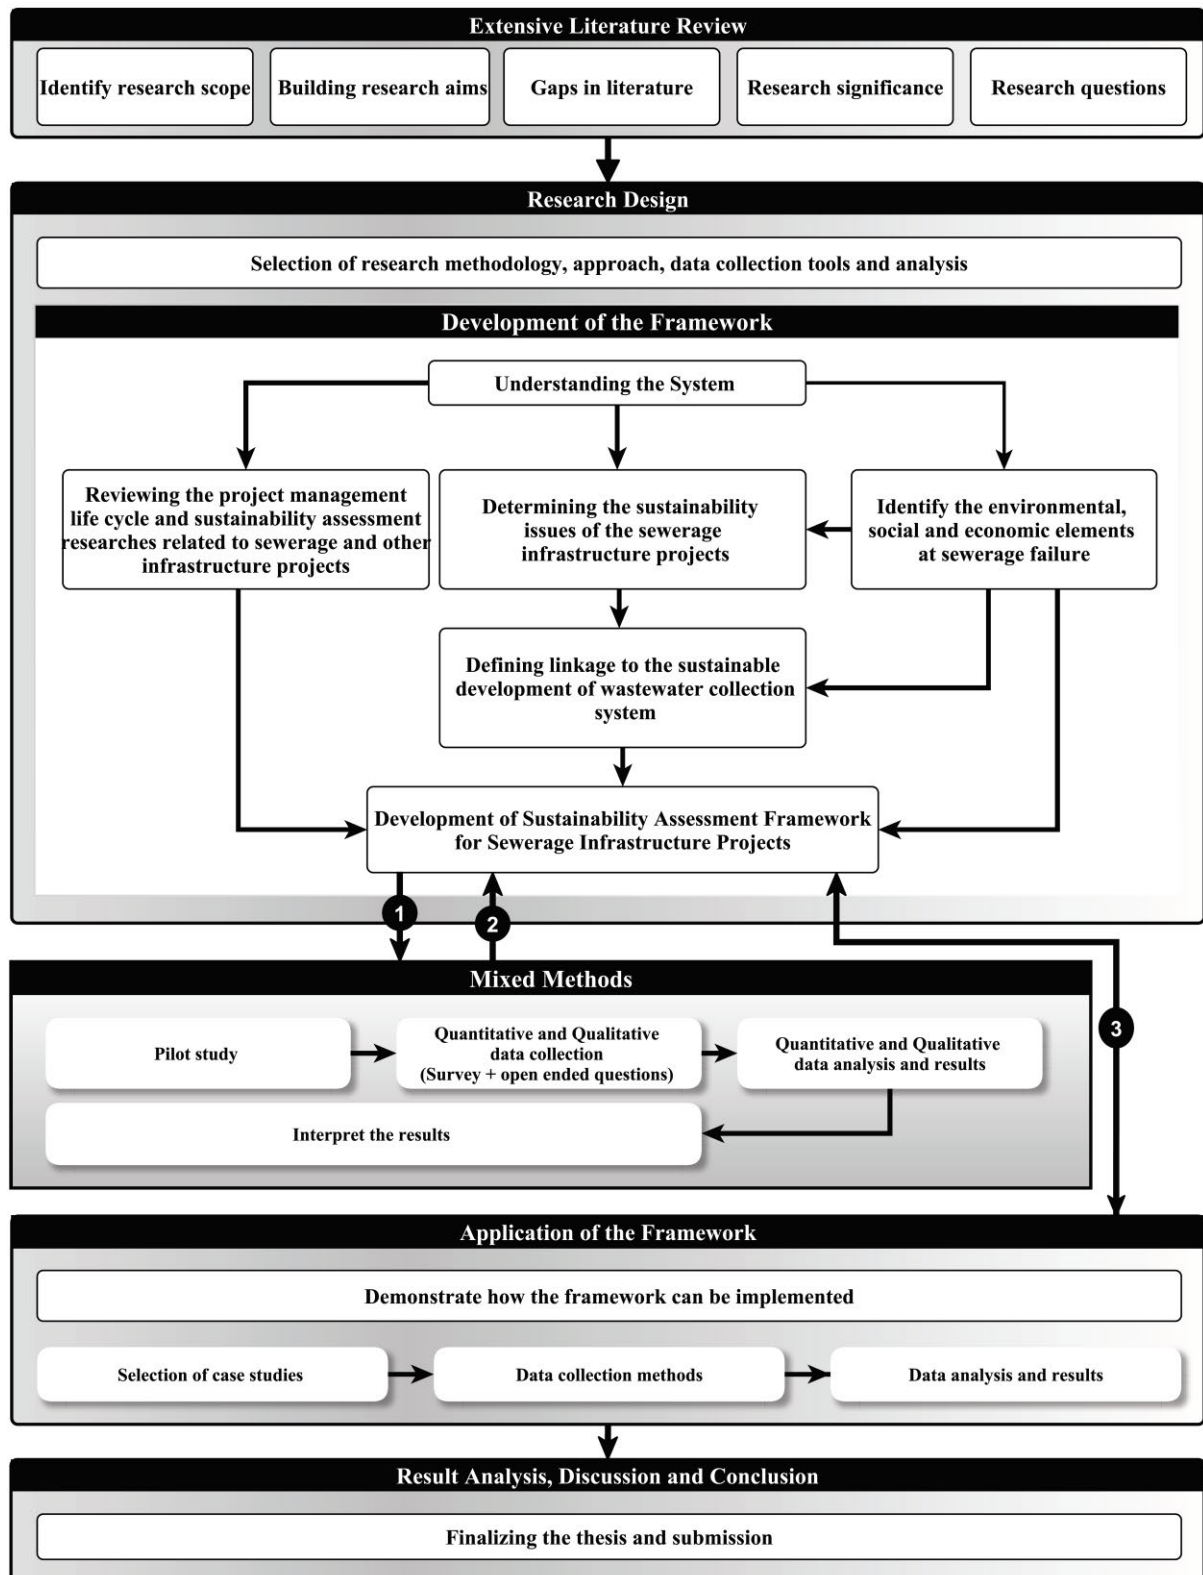 Extensive Literature Review
Identify research scope
Building research aims
Gaps in literature
Research significance
Research questions
Research Design
Selection of research methodology, approach, data collection tools and analysis
Development of the Framework
Understanding the System
Reviewing the project management
life cycle and sustainability assessment
researches related to sewerage and other
infrastructure projects
Determining the sustainability
issues of the sewerage
infrastructure projects
Identify the environmental,
social and economic elements
at sewerage failure
Defining linkage to the sustainable
development of wastewater collection
system
Development of Sustainability Assessment Framework
for Sewerage Infrastructure Projects
1
2
3
Mixed Methods
Pilot study
Quantitative and Qualitative
data collection
(Survey + open ended questions)
Quantitative and Qualitative
data analysis and results
Interpret the results
Application of the Framework
Demonstrate how the framework can be implemented
Selection of case studies
Data collection methods
Data analysis and results
Result Analysis, Discussion and Conclusion
Finalizing the thesis and submission